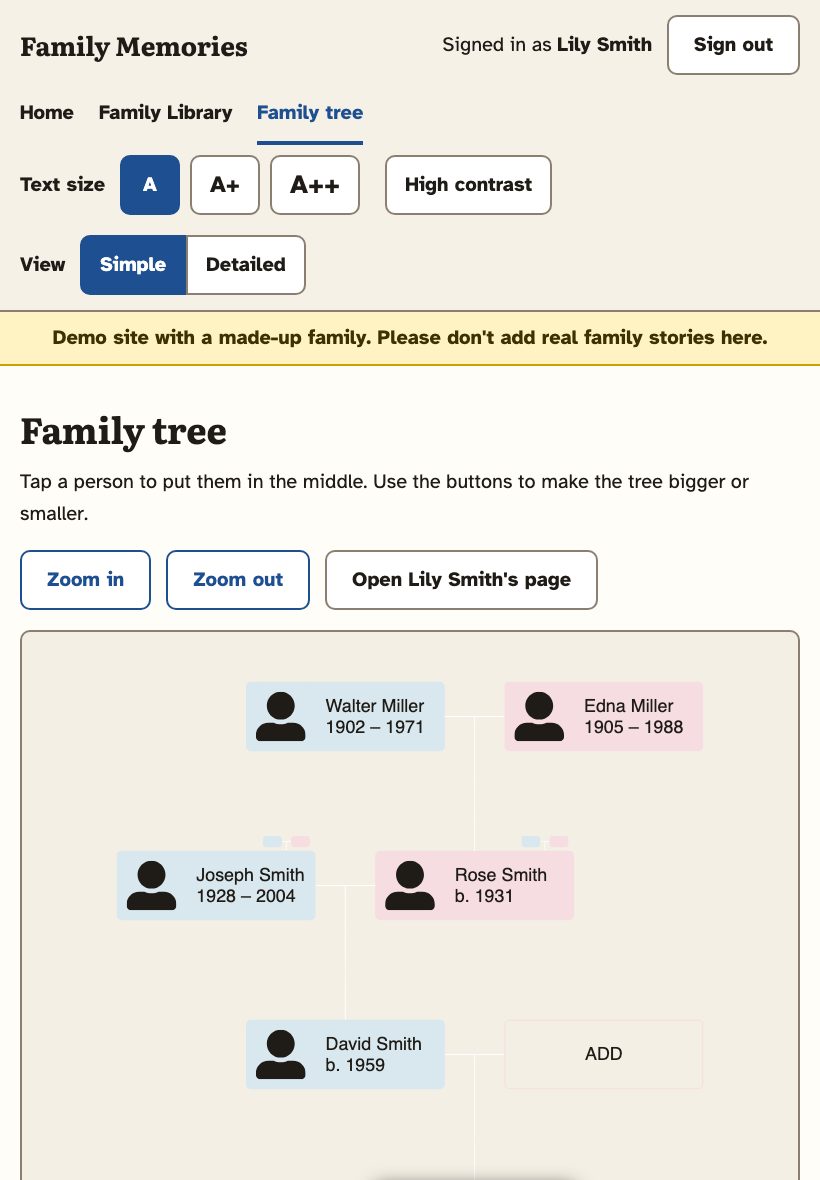 Family Memories
Signed in as Lily Smith
Sign out
Home
Family Library
Family tree
Text size
A
A+
A++
High contrast
View
Simple
Detailed
Demo site with a made-up family. Please don't add real family stories here.
Family tree
Tap a person to put them in the middle. Use the buttons to make the tree bigger or
smaller.
Zoom in
Zoom out
Open Lily Smith's page
Walter Miller
1902 – 1971
Edna Miller
1905 – 1988
Joseph Smith
1928 – 2004
Rose Smith
b. 1931
David Smith
b. 1959
ADD